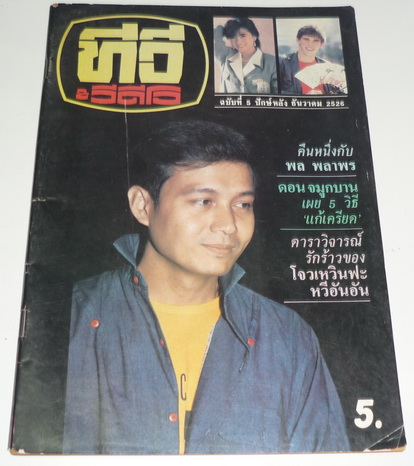 ทีวี
& วีดีโอ
ฉบับที่ 5 ปักษ์หลัง ธันวาคม 2526
คืนหนึ่งกับ
พล พลาพร
ดอน จมูกบาน
เผย 5 วิธี
'แก้เครียด'
ดาราวิจารณ์
รักร้าวของ
โจวเหวินฟะ
หวีอันอัน
5.